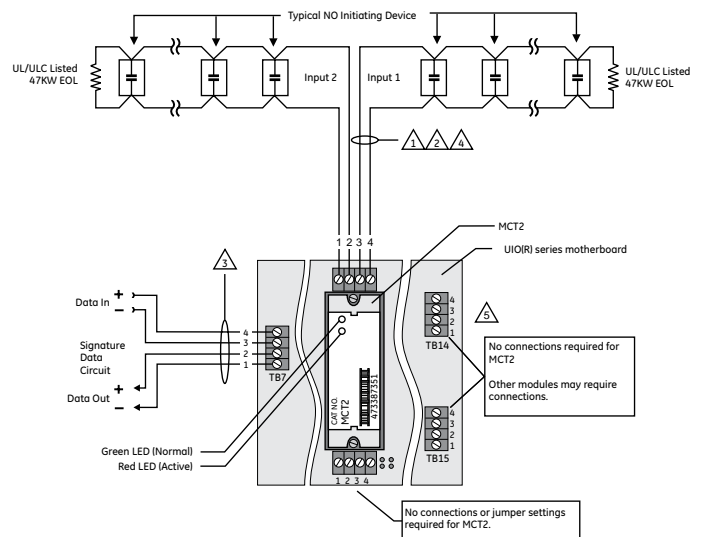 Typical NO Initiating Device
UL/ULC Listed
47KW EOL
Input 2
Input 1
UL/ULC Listed
47KW EOL
1
2
4
MCT2
UIO(R) series motherboard
1 2 3 4
3
Data In
+
−
Signature
Data
Circuit
Data Out
+
−
4
3
2
1
TB7
CAT NO.
MCT2
473387351
4
3
2
1
TB14
5
No connections required for
MCT2
Other modules may require
connections.
4
3
2
1
TB15
Green LED (Normal)
Red LED (Active)
1 2 3 4
No connections or jumper settings
required for MCT2.